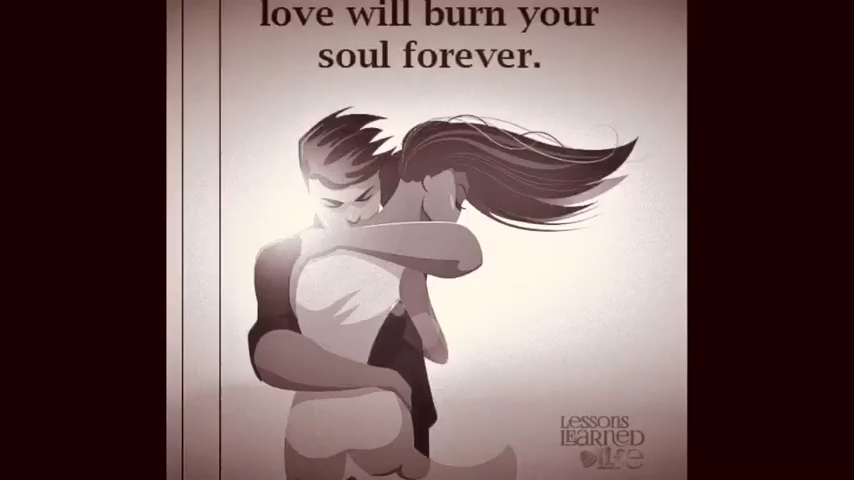 love will burn your
soul forever.
Lessons
Learned
Life